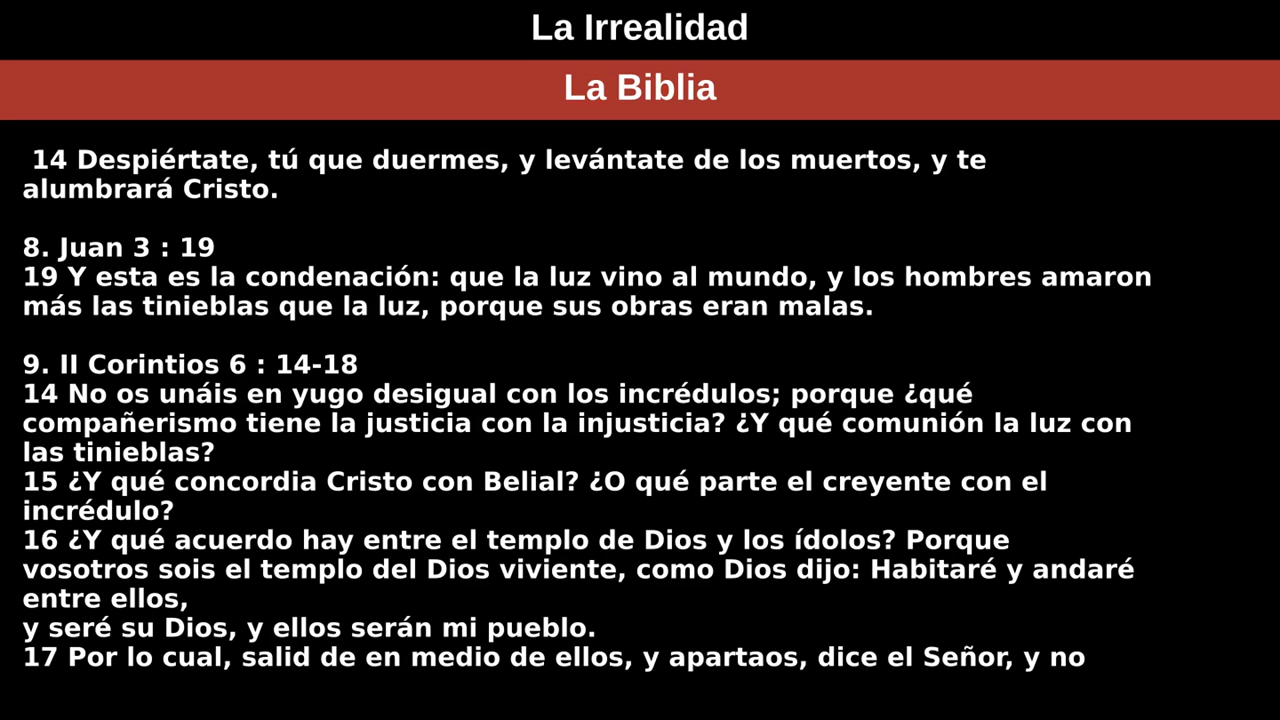 La Irrealidad
La Biblia
14 Despiértate, tú que duermes, y levántate de los muertos, y te
alumbrará Cristo.
8. Juan 3 : 19
19 Y esta es la condenación: que la luz vino al mundo, y los hombres amaron
más las tinieblas que la luz, porque sus obras eran malas.
9. II Corintios 6 : 14-18
14 No os unáis en yugo desigual con los incrédulos; porque ¿qué
compañerismo tiene la justicia con la injusticia? ¿Y qué comunión la luz con
las tinieblas?
15 ¿Y qué concordia Cristo con Belial? ¿O qué parte el creyente con el
incrédulo?
16 ¿Y qué acuerdo hay entre el templo de Dios y los ídolos? Porque
vosotros sois el templo del Dios viviente, como Dios dijo: Habitaré y andaré
entre ellos,
y seré su Dios, y ellos serán mi pueblo.
17 Por lo cual, salid de en medio de ellos, y apartaos, dice el Señor, y no